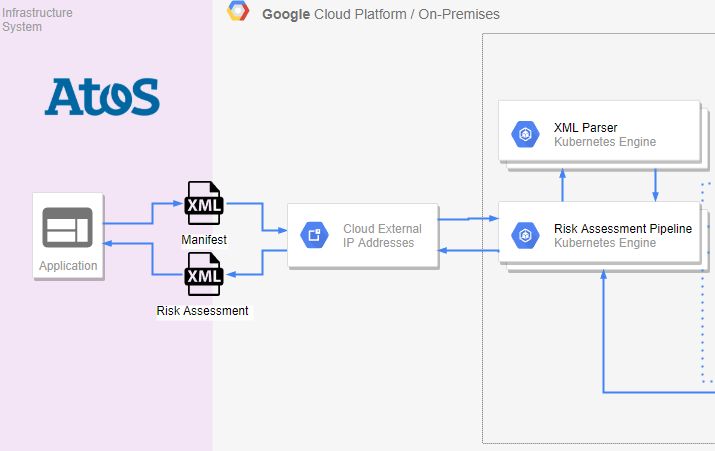 Infrastructure
System
Google Cloud Platform / On-Premises
Atos
XML Parser
Kubernetes Engine
XML
Manifest
Application
Cloud External
IP Addresses
Risk Assessment Pipeline
Kubernetes Engine
XML
Risk Assessment